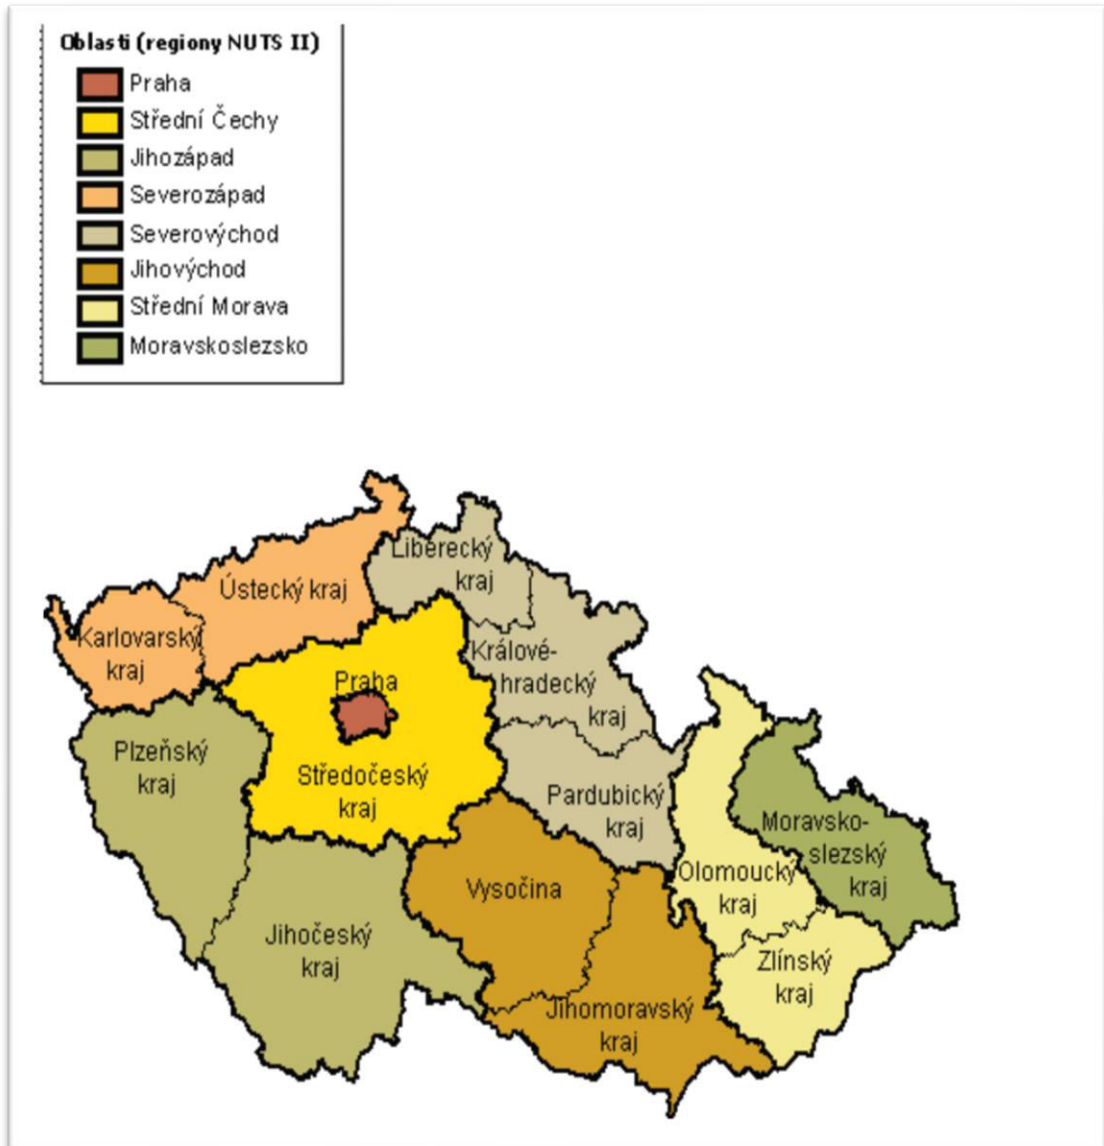 Oblasti (regiony NUTS II)
Praha
Střední Čechy
Jihozápad
Severozápad
Severovýchod
Jihovýchod
Střední Morava
Moravskoslezsko
Liberecký
kraj
Ústecký kraj
Karlovarský
kraj
Králové-
hradecký
kraj
Praha
Plzeňský
kraj
Středočeský
kraj
Pardubický
kraj
Moravsko-
slezský
kraj
Olomoucký
kraj
Vysočina
Jihočeský
kraj
Zlínský
kraj
Jihomoravský
kraj